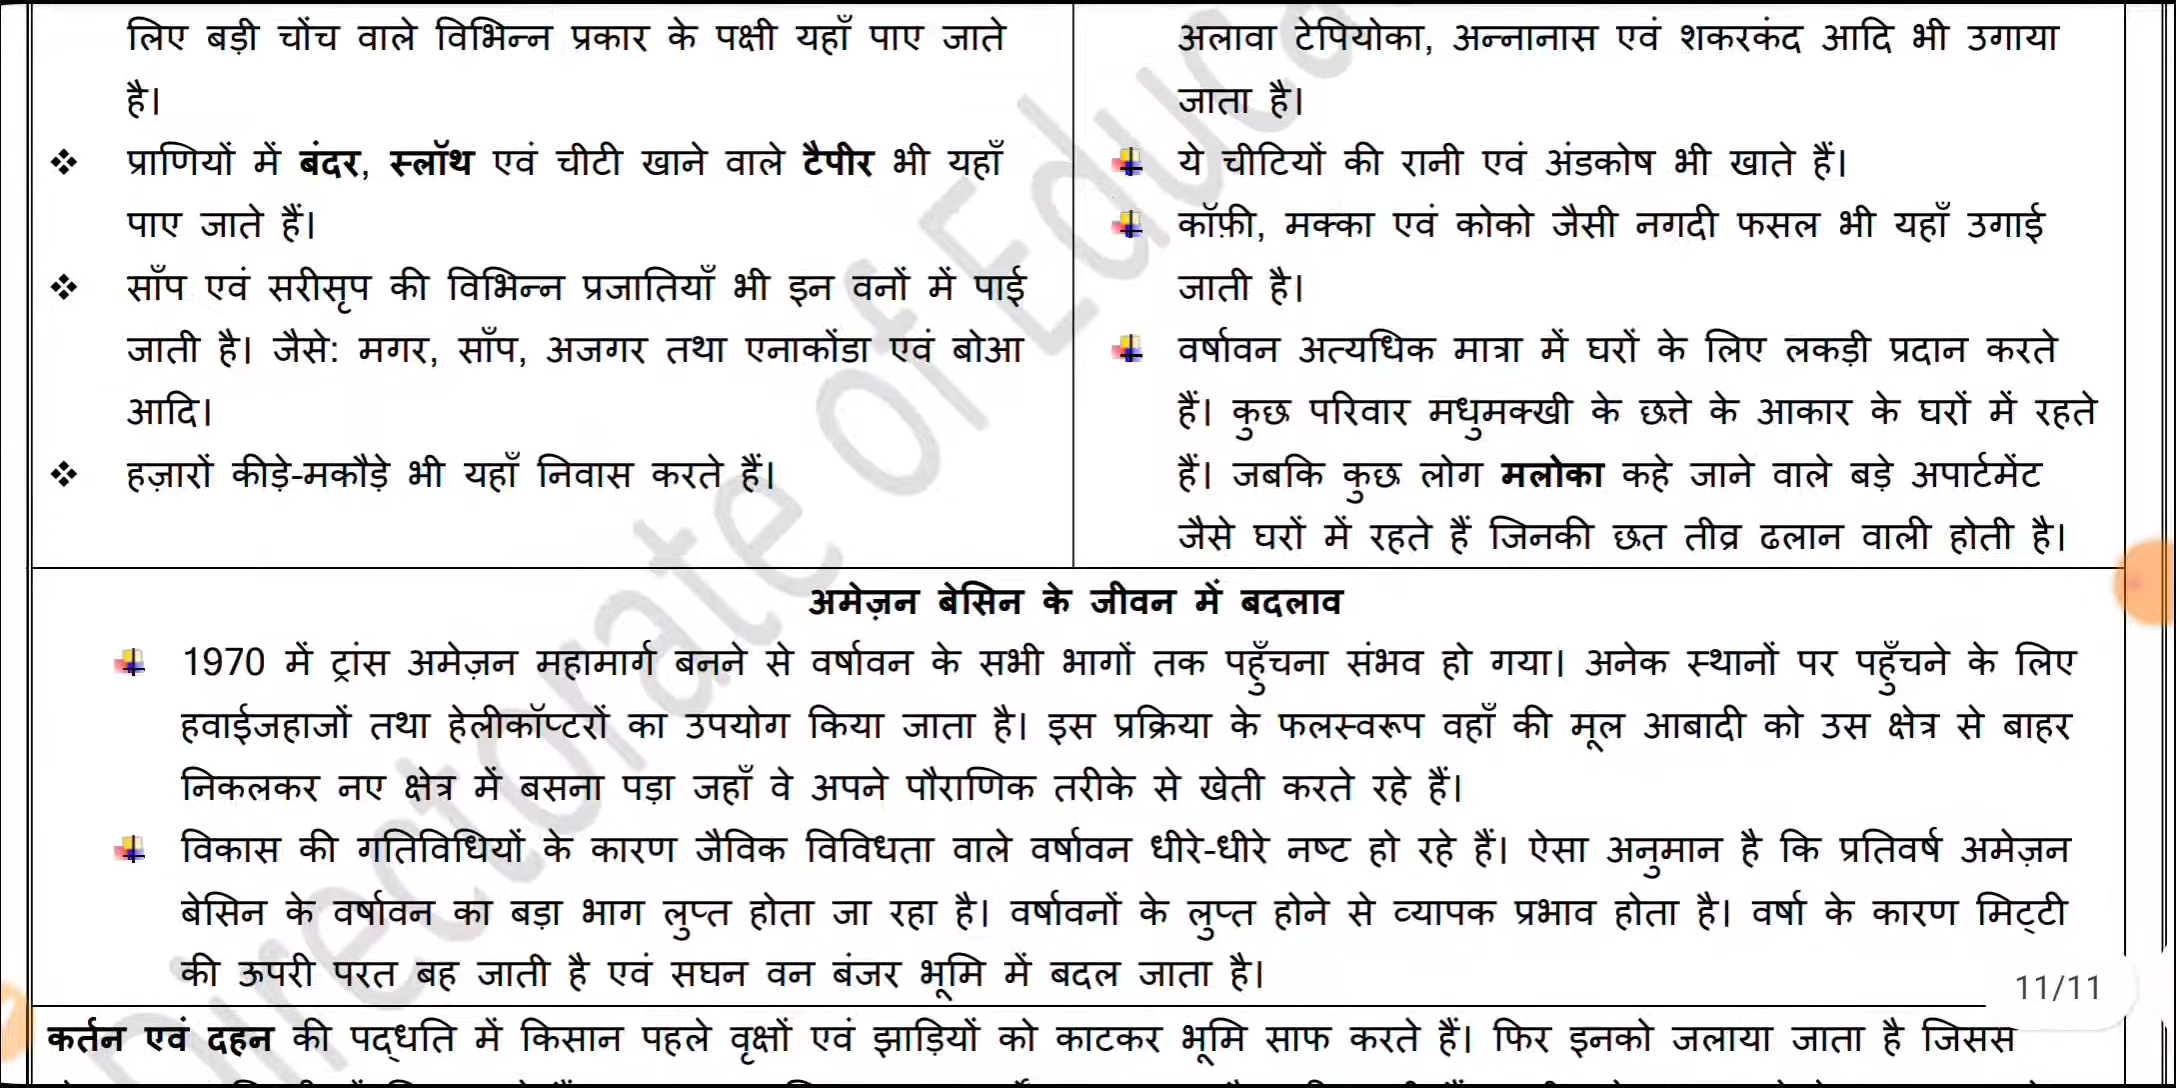 लिए बड़ी चोंच वाले विभिन्न प्रकार के पक्षी यहाँ पाए जाते
है।
प्राणियों में बंदर, स्लॉथ एवं चीटी खाने वाले टैपीर भी यहाँ
पाए जाते हैं।
साँप एवं सरीसृप की विभिन्न प्रजातियाँ भी इन वनों में पाई
जाती है। जैसे: मगर, साँप, अजगर तथा एनाकोंडा एवं बोआ
आदि।
हज़ारों कीड़े-मकौड़े भी यहाँ निवास करते हैं।
अलावा टेपियोका, अन्नानास एवं शकरकंद आदि भी उगाया
जाता है।
ये चीटियों की रानी एवं अंडकोष भी खाते हैं।
कॉफ़ी, मक्का एवं कोको जैसी नगदी फसल भी यहाँ उगाई
जाती है।
वर्षावन अत्यधिक मात्रा में घरों के लिए लकड़ी प्रदान करते
हैं। कुछ परिवार मधुमक्खी के छत्ते के आकार के घरों में रहते
हैं। जबकि कुछ लोग मलोका कहे जाने वाले बड़े अपार्टमेंट
जैसे घरों में रहते हैं जिनकी छत तीव्र ढलान वाली होती है।
अमेज़न बेसिन के जीवन में बदलाव
1970 में ट्रांस अमेज़न महामार्ग बनने से वर्षावन के सभी भागों तक पहुँचना संभव हो गया। अनेक स्थानों पर पहुँचने के लिए
हवाईजहाजों तथा हेलीकॉप्टरों का उपयोग किया जाता है। इस प्रक्रिया के फलस्वरूप वहाँ की मूल आबादी को उस क्षेत्र से बाहर
निकलकर नए क्षेत्र में बसना पड़ा जहाँ वे अपने पौराणिक तरीके से खेती करते रहे हैं।
विकास की गतिविधियों के कारण जैविक विविधता वाले वर्षावन धीरे-धीरे नष्ट हो रहे हैं। ऐसा अनुमान है कि प्रतिवर्ष अमेज़न
बेसिन के वर्षावन का बड़ा भाग लुप्त होता जा रहा है। वर्षावनों के लुप्त होने से व्यापक प्रभाव होता है। वर्षा के कारण मिट्टी
की ऊपरी परत बह जाती है एवं सघन वन बंजर भूमि में बदल जाता है।
11/11
कर्तन एवं दहन की पद्धति में किसान पहले वृक्षों एवं झाड़ियों को काटकर भूमि साफ करते हैं। फिर इनको जलाया जाता है जिसस
Directorate of Educa